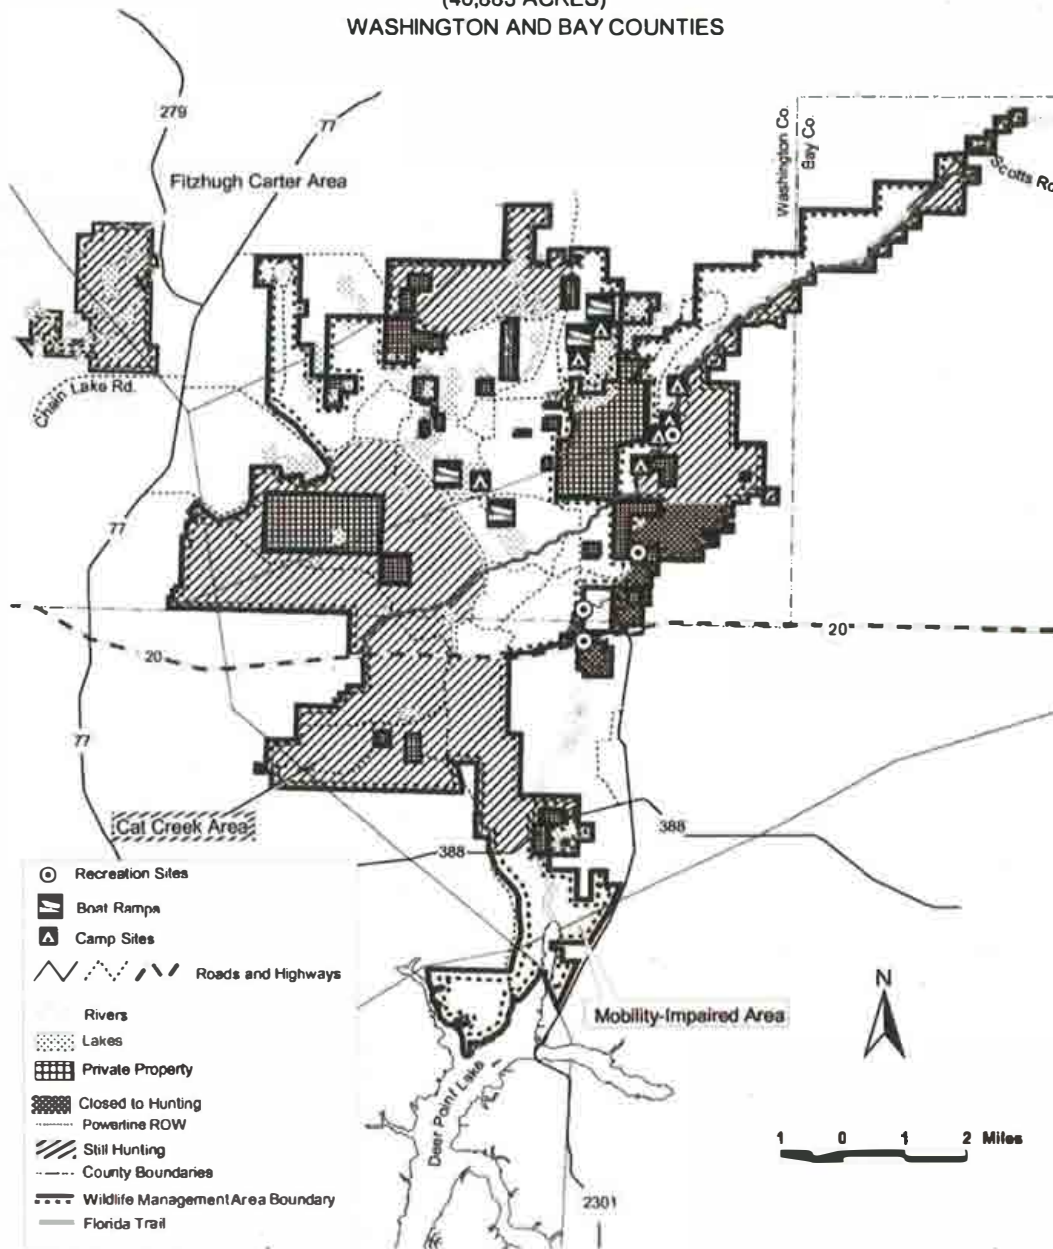 WASHINGTON AND BAY COUNTIES
279
77
Washington Co.
Bay Co.
Scotts
Fitzhugh Carter Area
Chain Lake Rd.
77
20
20
77
Cat Creek Area
388
388
Recreation Sites
Boat Ramps
Camp Sites
Roads and Highways
Rivers
Lakes
Private Property
Closed to Hunting
Powerline ROW
Still Hunting
County Boundaries
Wildlife Management Area Boundary
Florida Trail
Mobility-Impaired Area
N
Deer Point Lake
1 0 1 2 Miles
2301